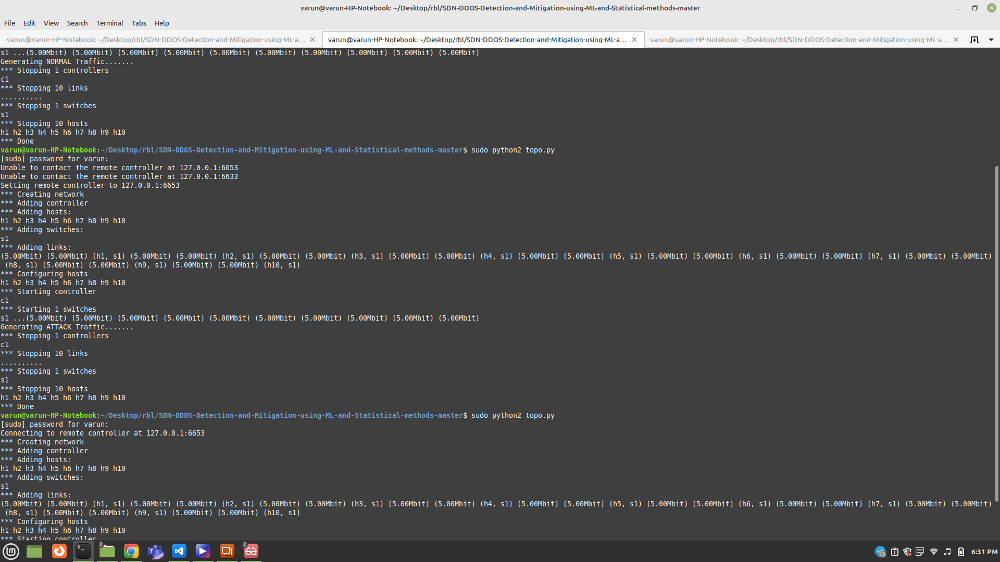 varun@varun-HP-Notebook: ~/Desktop/rbl/SDN-DDOS-Detection-and-Mitigation-using-ML-and-Statistical-methods-master
File Edit View Search Terminal Tabs Help
varun@varun-HP-Notebook: ~/Desktop/rbl/SDN-DDOS-Detection-and-Mitigation-using-ML-a... varun@varun-HP-Notebook: ~/Desktop/rbl/SDN-DDOS-Detection-and-Mitigation-using-ML-a... varun@varun-HP-Notebook: ~/Desktop/rbl/SDN-DDOS-Detection-and-Mitigation-using-ML-a...
s1 ...(5.00Mbit) (5.00Mbit) (5.00Mbit) (5.00Mbit) (5.00Mbit) (5.00Mbit) (5.00Mbit) (5.00Mbit) (5.00Mbit) (5.00Mbit)
Generating NORMAL Traffic.......
*** Stopping 1 controllers
c1
*** Stopping 10 links
..........
*** Stopping 1 switches
s1
*** Stopping 10 hosts
h1 h2 h3 h4 h5 h6 h7 h8 h9 h10
*** Done
varun@varun-HP-Notebook:~/Desktop/rbl/SDN-DDOS-Detection-and-Mitigation-using-ML-and-Statistical-methods-master$ sudo python2 topo.py
[sudo] password for varun:
Unable to contact the remote controller at 127.0.0.1:6653
Unable to contact the remote controller at 127.0.0.1:6633
Setting remote controller to 127.0.0.1:6653
*** Creating network
*** Adding controller
*** Adding hosts:
h1 h2 h3 h4 h5 h6 h7 h8 h9 h10
*** Adding switches:
s1
*** Adding links:
(5.00Mbit) (5.00Mbit) (h1, s1) (5.00Mbit) (5.00Mbit) (h2, s1) (5.00Mbit) (5.00Mbit) (h3, s1) (5.00Mbit) (5.00Mbit) (h4, s1) (5.00Mbit) (5.00Mbit) (h5, s1) (5.00Mbit) (5.00Mbit) (h6, s1) (5.00Mbit) (5.00Mbit) (h7, s1) (5.00Mbit) (5.00Mbit)
(h8, s1) (5.00Mbit) (5.00Mbit) (h9, s1) (5.00Mbit) (5.00Mbit) (h10, s1)
*** Configuring hosts
h1 h2 h3 h4 h5 h6 h7 h8 h9 h10
*** Starting controller
c1
*** Starting 1 switches
s1 ...(5.00Mbit) (5.00Mbit) (5.00Mbit) (5.00Mbit) (5.00Mbit) (5.00Mbit) (5.00Mbit) (5.00Mbit) (5.00Mbit) (5.00Mbit)
Generating ATTACK Traffic.......
*** Stopping 1 controllers
c1
*** Stopping 10 links
..........
*** Stopping 1 switches
s1
*** Stopping 10 hosts
h1 h2 h3 h4 h5 h6 h7 h8 h9 h10
*** Done
varun@varun-HP-Notebook:~/Desktop/rbl/SDN-DDOS-Detection-and-Mitigation-using-ML-and-Statistical-methods-master$ sudo python2 topo.py
[sudo] password for varun:
Connecting to remote controller at 127.0.0.1:6653
*** Creating network
*** Adding controller
*** Adding hosts:
h1 h2 h3 h4 h5 h6 h7 h8 h9 h10
*** Adding switches:
s1
*** Adding links:
(5.00Mbit) (5.00Mbit) (h1, s1) (5.00Mbit) (5.00Mbit) (h2, s1) (5.00Mbit) (5.00Mbit) (h3, s1) (5.00Mbit) (5.00Mbit) (h4, s1) (5.00Mbit) (5.00Mbit) (h5, s1) (5.00Mbit) (5.00Mbit) (h6, s1) (5.00Mbit) (5.00Mbit) (h7, s1) (5.00Mbit) (5.00Mbit)
(h8, s1) (5.00Mbit) (5.00Mbit) (h9, s1) (5.00Mbit) (5.00Mbit) (h10, s1)
*** Configuring hosts
h1 h2 h3 h4 h5 h6 h7 h8 h9 h10
*** Starting controller
2 2 15 6:31 PM